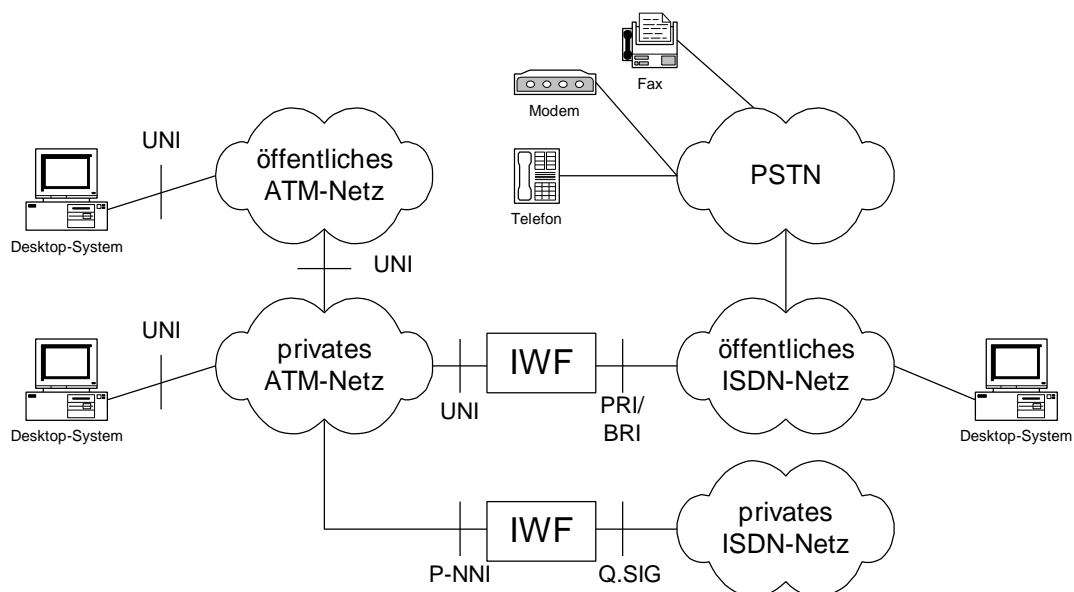 Fax
Modem
UNI
öffentliches
ATM-Netz
PSTN
Telefon
Desktop-System
UNI
UNI
privates
ATM-Netz
IWF
öffentliches
ISDN-Netz
UNI
PRI/
BRI
Desktop-System
Desktop-System
IWF
privates
ISDN-Netz
P-NNI
Q.SIG